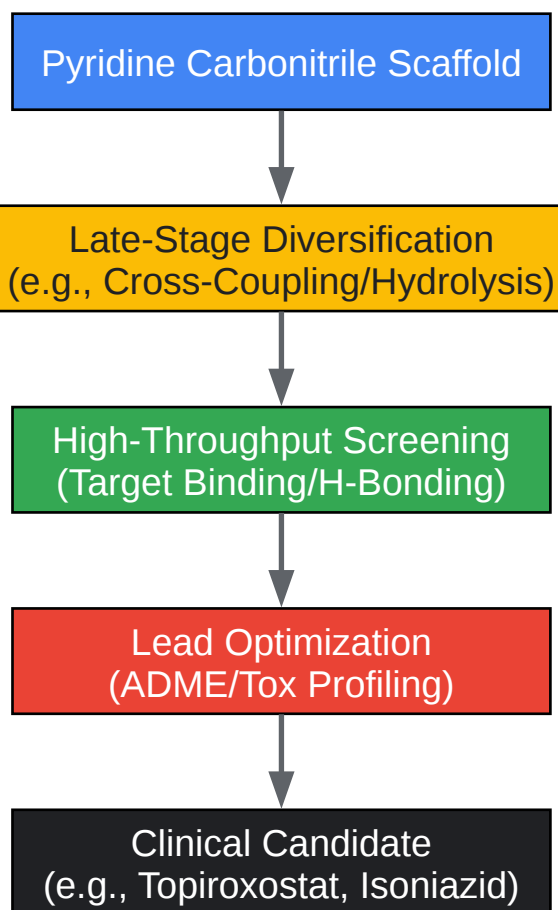 Pyridine Carbonitrile Scaffold
Late-Stage Diversification
(e.g., Cross-Coupling/Hydrolysis)
High-Throughput Screening
(Target Binding/H-Bonding)
Lead Optimization
(ADME/Tox Profiling)
Clinical Candidate
(e.g., Topiroxostat, Isoniazid)